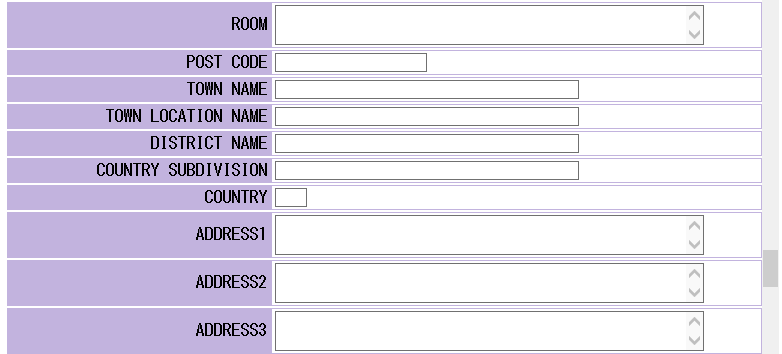 ROOM
POST CODE
TOWN NAME
TOWN LOCATION NAME
DISTRICT NAME
COUNTRY SUBDIVISION
COUNTRY
ADDRESS1
ADDRESS2
ADDRESS3